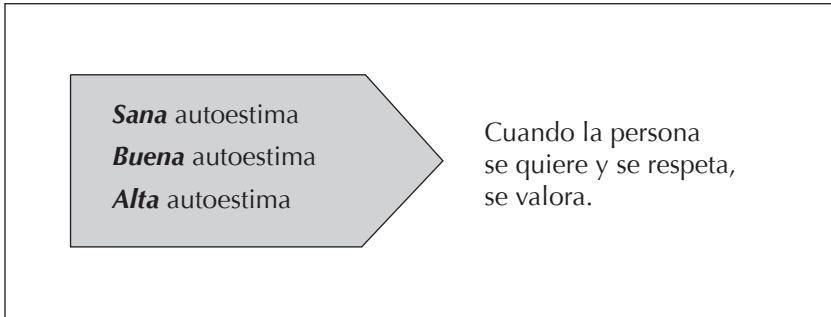 Sana autoestima
Buena autoestima
Alta autoestima
Cuando la persona
se quiere y se respeta,
se valora.